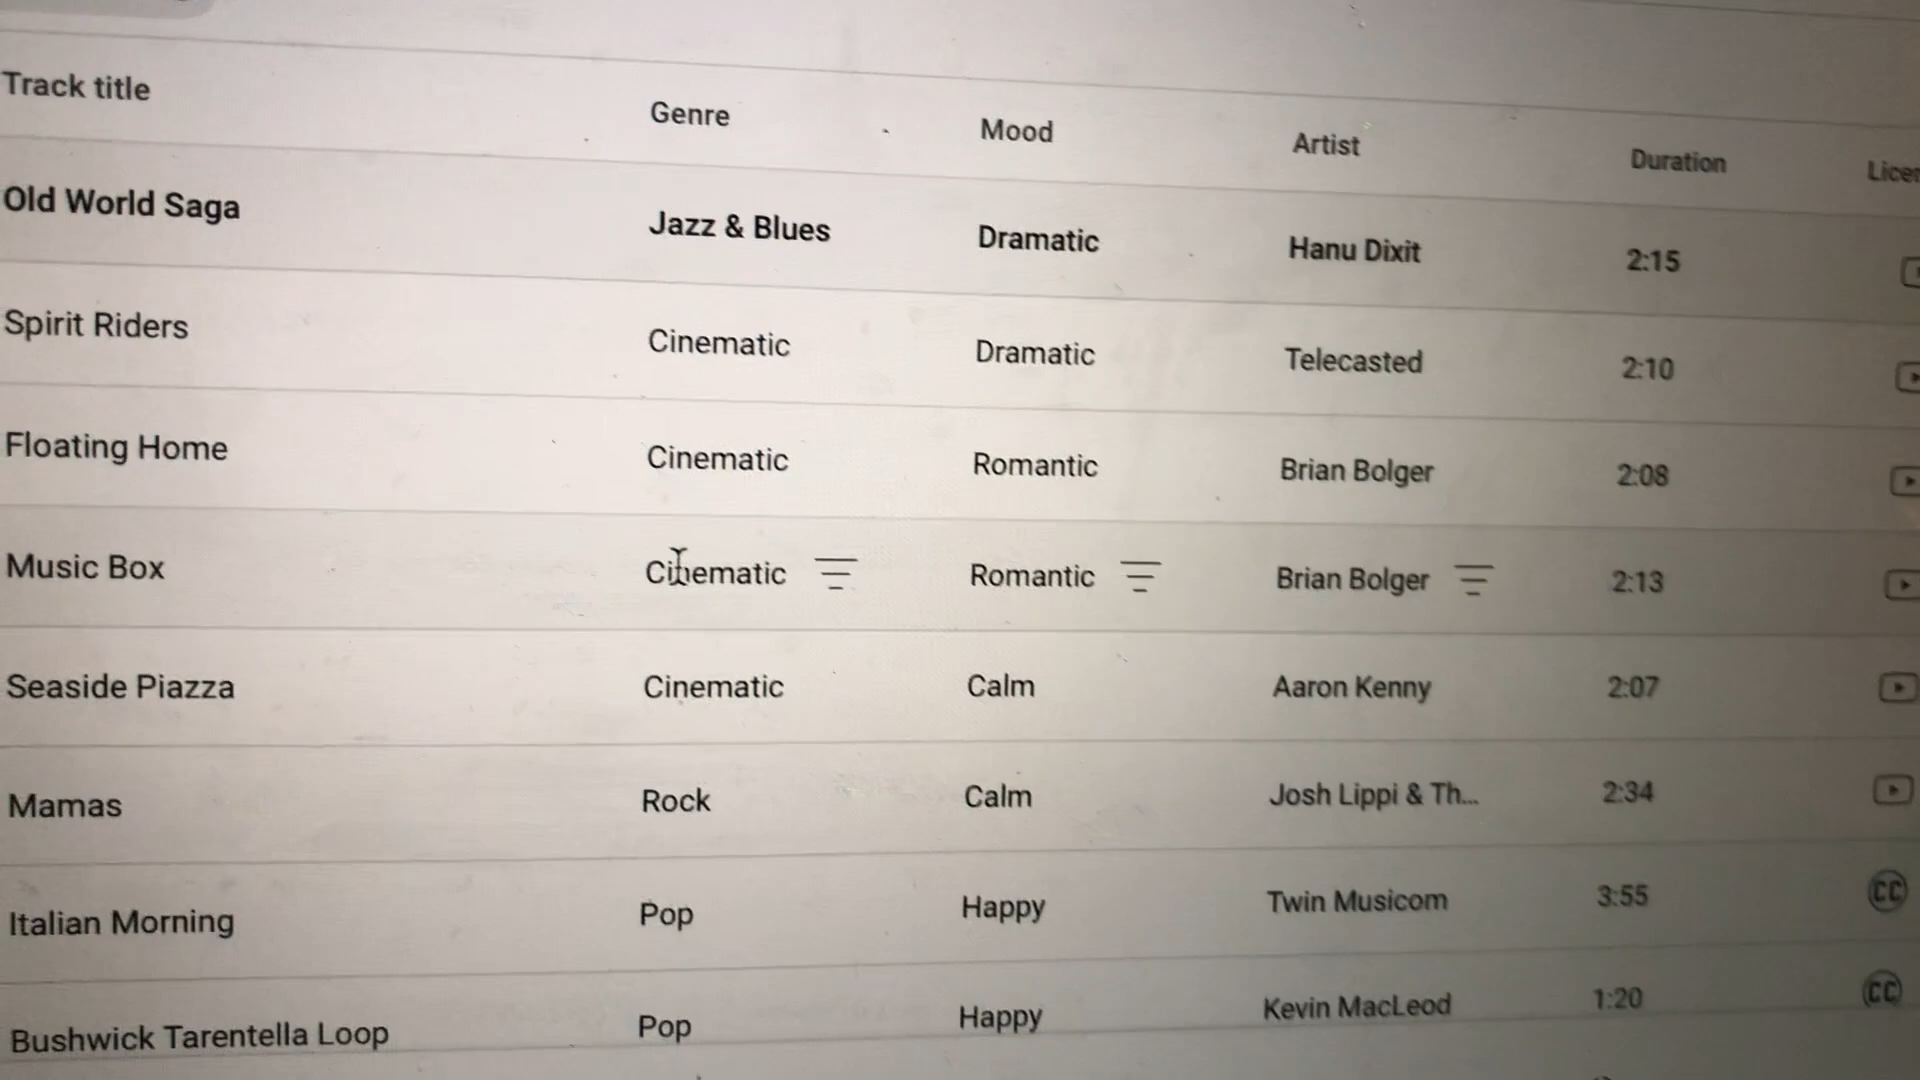 Track title Genre Mood Artist Duration
Old World Saga Jazz & Blues Dramatic Hanu Dixit 2:15
Spirit Riders Cinematic Dramatic Telecasted 2:10
Floating Home Cinematic Romantic Brian Bolger 2:08
Music Box Cinematic Romantic Brian Bolger 2:13
Seaside Piazza Cinematic Calm Aaron Kenny 2:07
Mamas Rock Calm Josh Lippi & Th... 2:34
Italian Morning Pop Happy Twin Musicom 3:55 CC
Bushwick Tarentella Loop Pop Happy Kevin MacLeod 1:20 CC